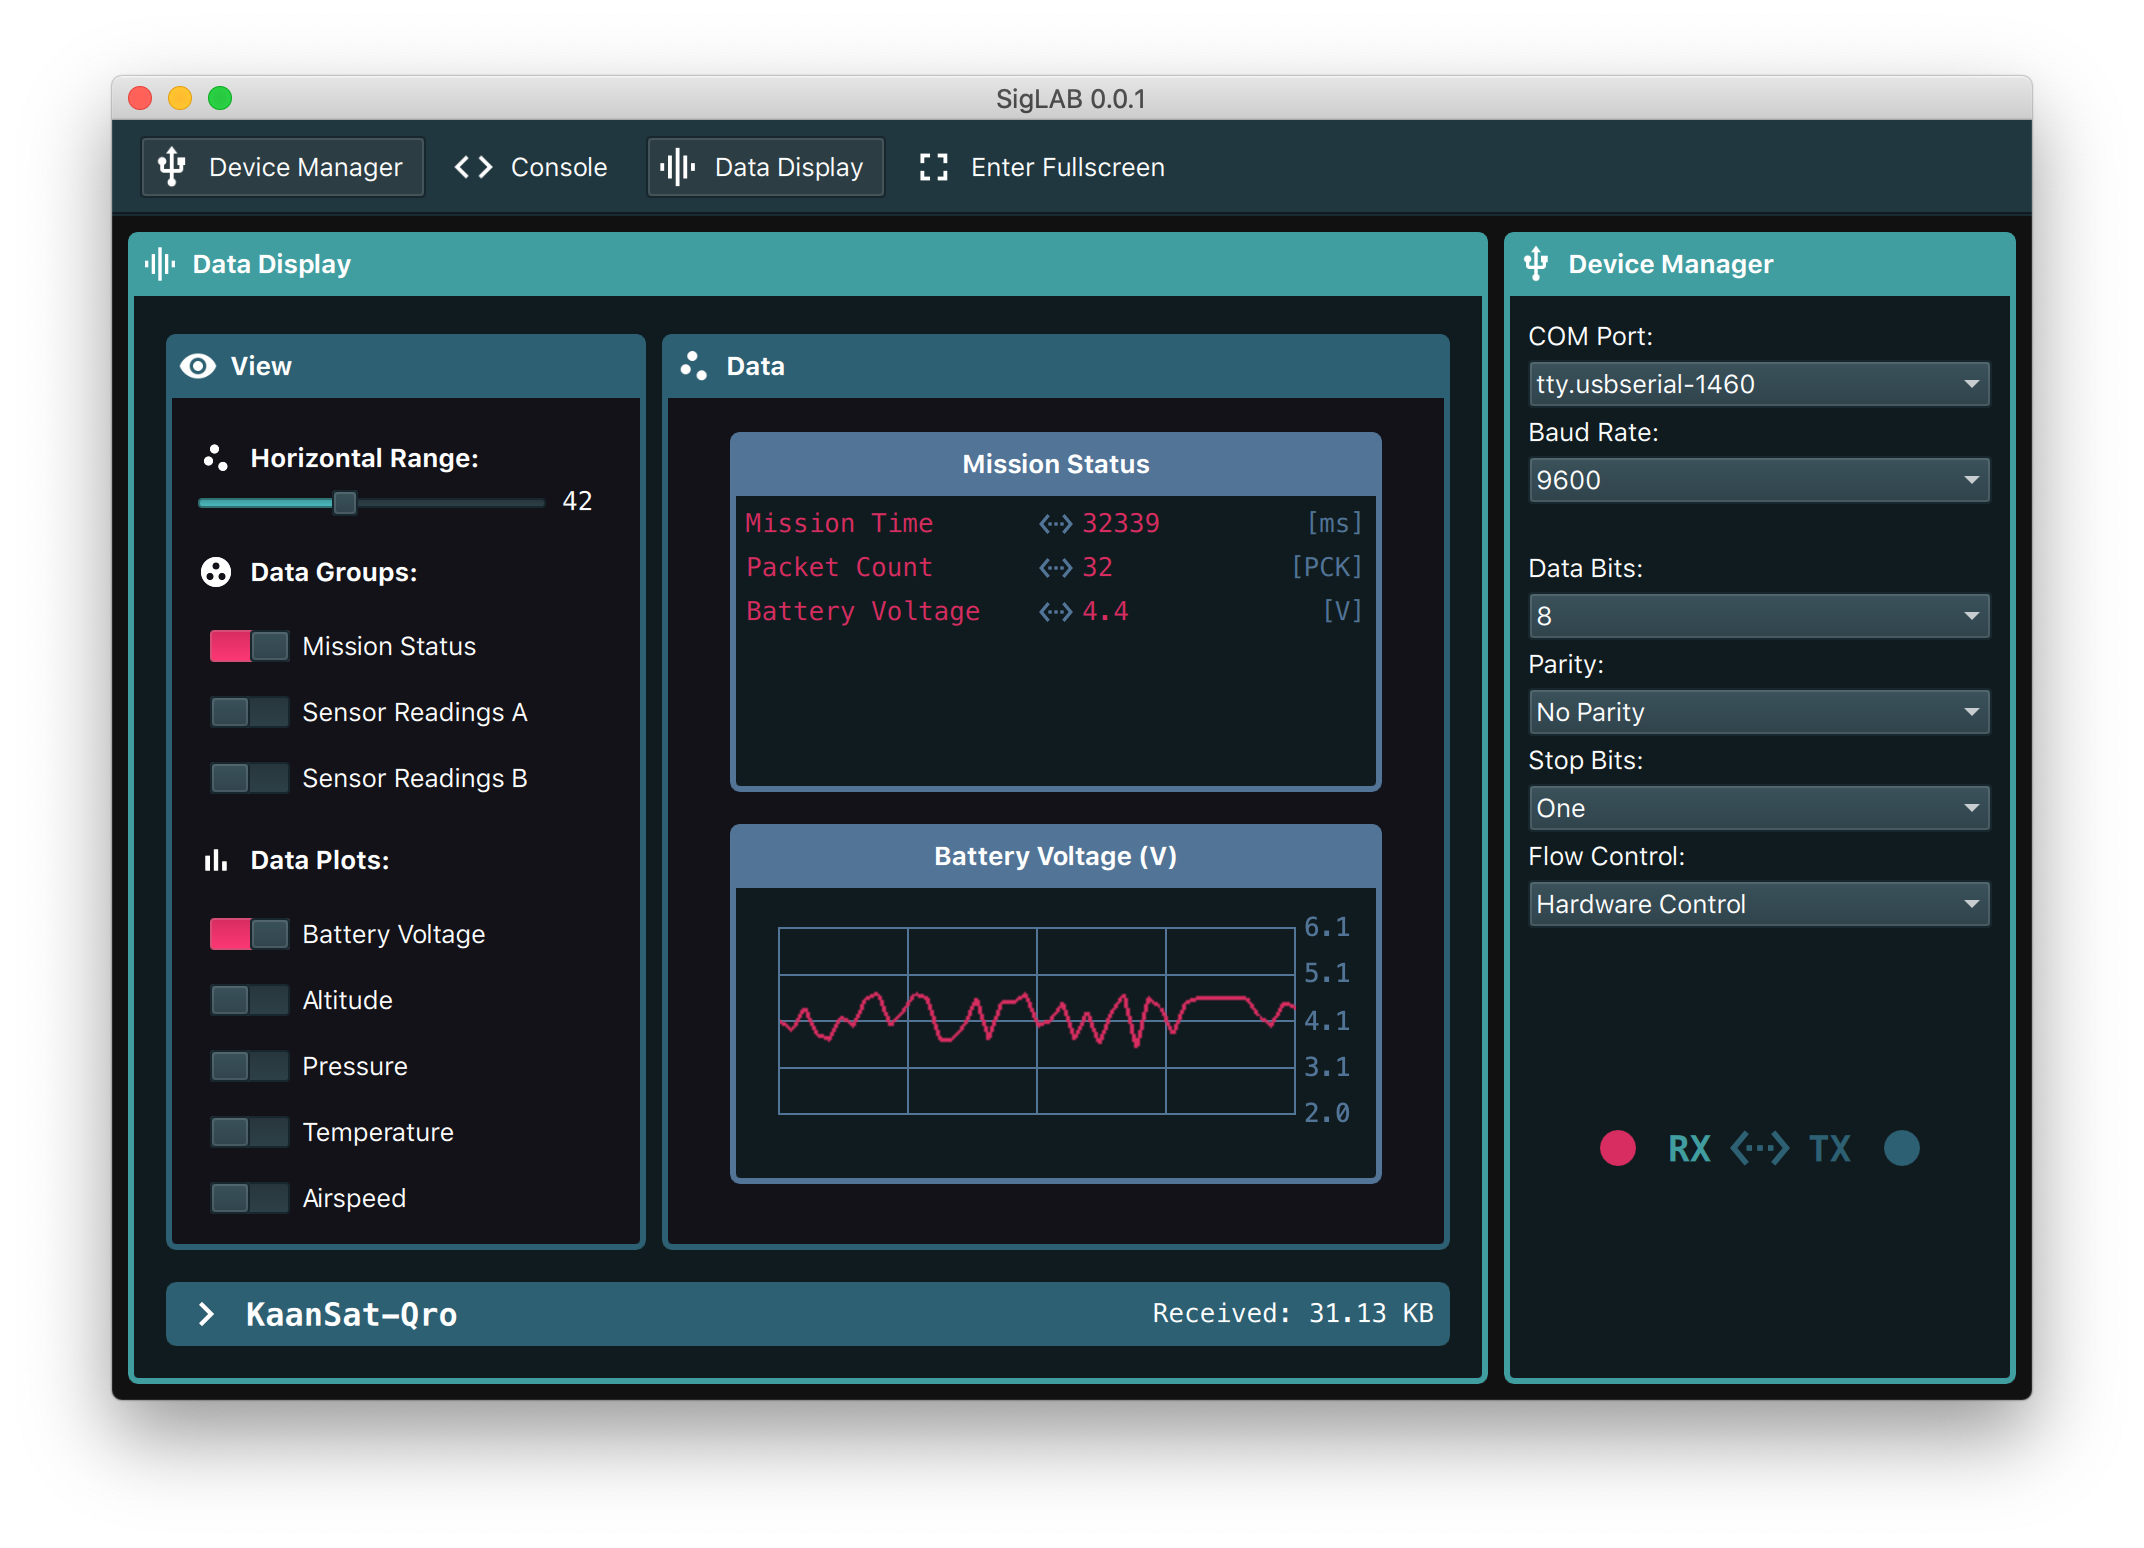 SigLAB 0.0.1
Device Manager
Console
Data Display
Enter Fullscreen
Data Display
View
Horizontal Range:
42
Data Groups:
Mission Status
Sensor Readings A
Sensor Readings B
Data Plots:
Battery Voltage
Altitude
Pressure
Temperature
Airspeed
Data
Mission Status
Mission Time 32339 [ms]
Packet Count 32 [PCK]
Battery Voltage 4.4 [V]
Battery Voltage (V)
6.1
5.1
4.1
3.1
2.0
KaanSat-Qro
Received: 31.13 KB
Device Manager
COM Port:
tty.usbserial-1460
Baud Rate:
9600
Data Bits:
8
Parity:
No Parity
Stop Bits:
One
Flow Control:
Hardware Control
RX TX